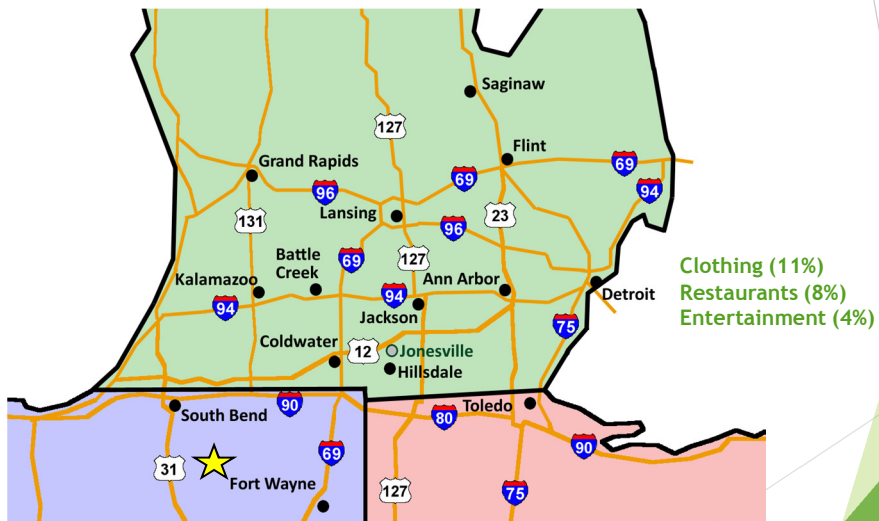 Saginaw
127
Flint
Grand Rapids
69
69
96
94
Lansing
131
23
96
Battle
Creek
69
127
Kalamazoo
Ann Arbor
94
94
Jackson
Detroit
75
Coldwater
12
Jonesville
Hillsdale
Clothing (11%)
Restaurants (8%)
Entertainment (4%)
90
South Bend
80
Toledo
90
31
69
Fort Wayne
127
75